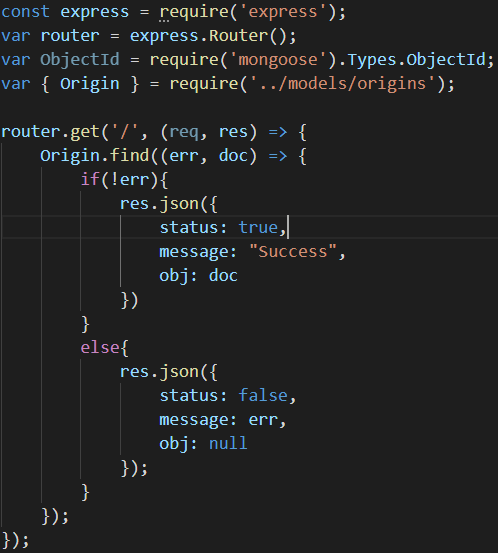 const express = require('express');
var router = express.Router();
var ObjectId = require('mongoose').Types.ObjectId;
var { Origin } = require('../models/origins');

router.get('/', (req, res) => {
    Origin.find((err, doc) => {
        if(!err){
            res.json({
                status: true,
                message: "Success",
                obj: doc
            })
        }
        else{
            res.json({
                status: false,
                message: err,
                obj: null
            });
        }
    });
});